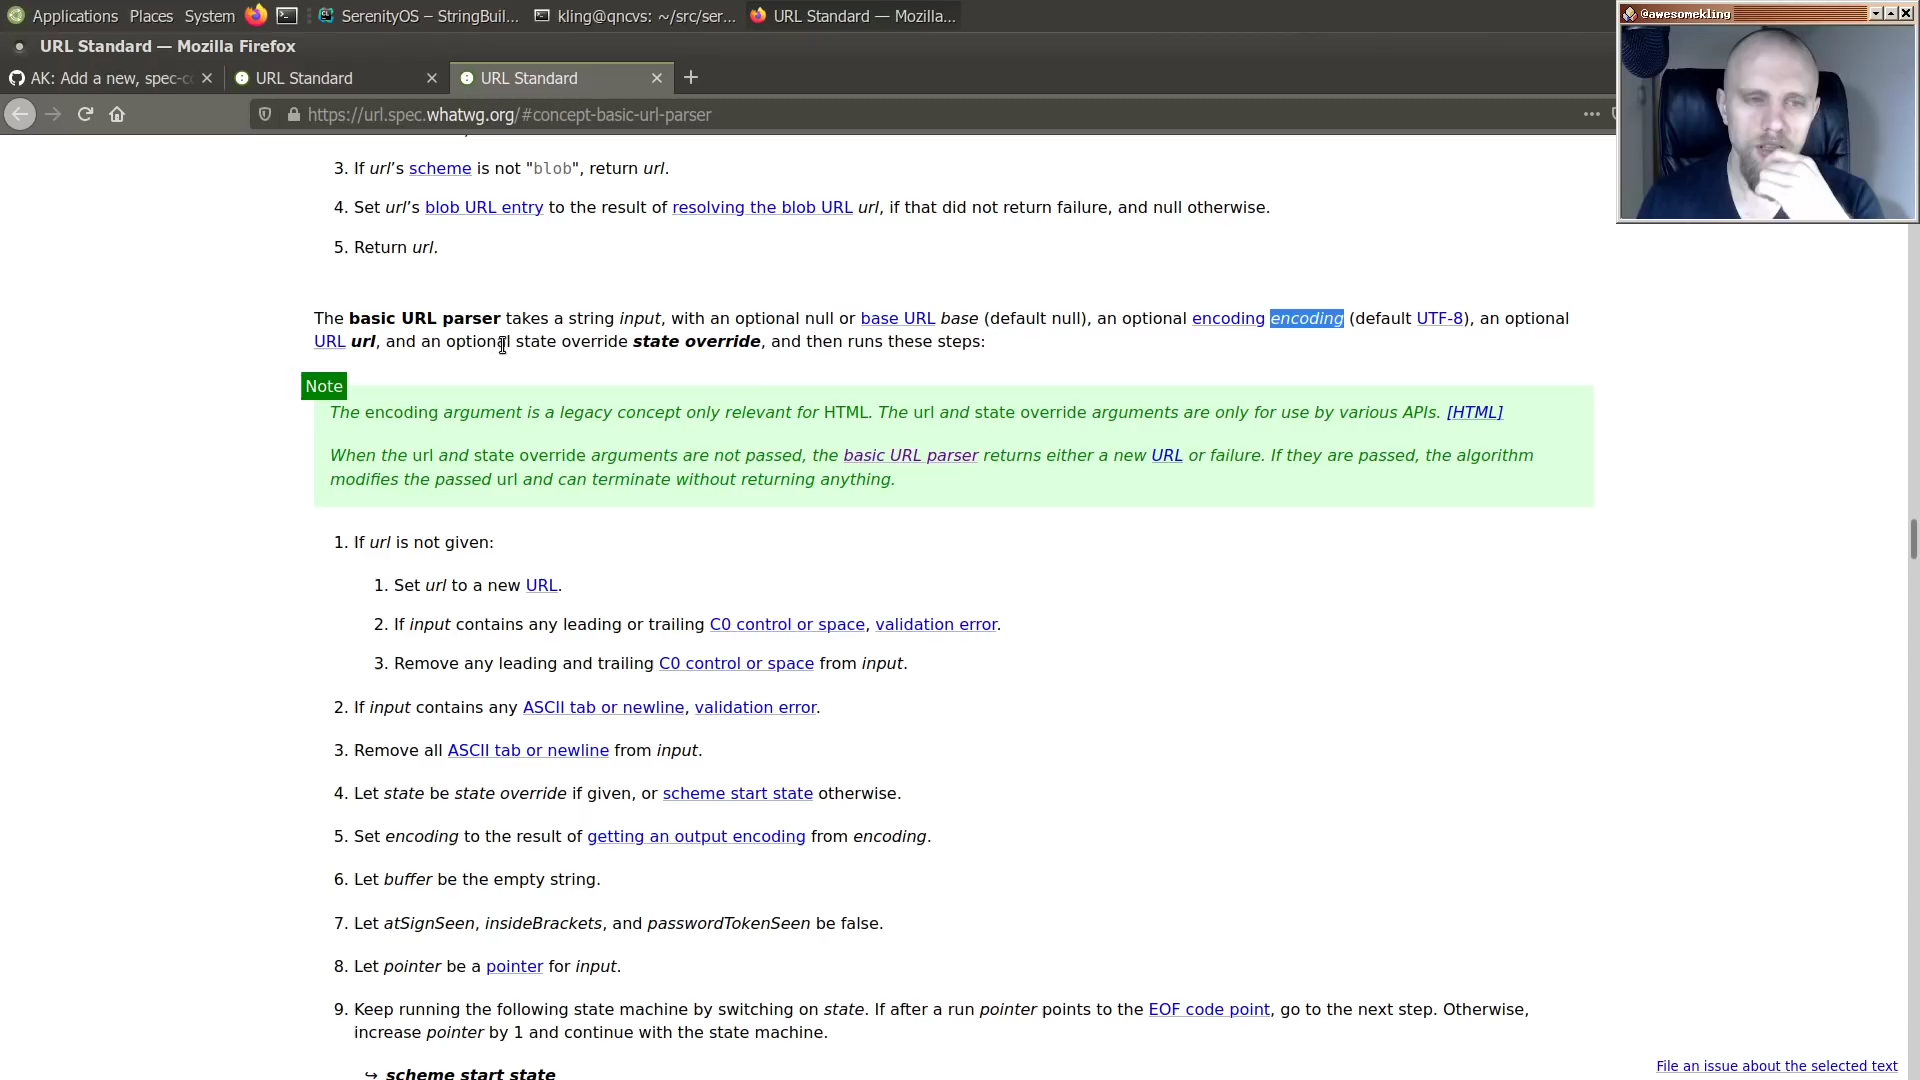 Applications Places System SerenityOS – StringBuil... kling@qncvs: ~/src/ser... URL Standard — Mozilla...
@awesomekling
URL Standard — Mozilla Firefox
AK: Add a new, spec-c URL Standard URL Standard
https://url.spec.whatwg.org/#concept-basic-url-parser
3. If url’s scheme is not "blob", return url.
4. Set url’s blob URL entry to the result of resolving the blob URL url, if that did not return failure, and null otherwise.
5. Return url.
The basic URL parser takes a string input, with an optional null or base URL base (default null), an optional encoding encoding (default UTF-8), an optional
URL url, and an optional state override state override, and then runs these steps:
Note
The encoding argument is a legacy concept only relevant for HTML. The url and state override arguments are only for use by various APIs. [HTML]
When the url and state override arguments are not passed, the basic URL parser returns either a new URL or failure. If they are passed, the algorithm
modifies the passed url and can terminate without returning anything.
1. If url is not given:
1. Set url to a new URL.
2. If input contains any leading or trailing C0 control or space, validation error.
3. Remove any leading and trailing C0 control or space from input.
2. If input contains any ASCII tab or newline, validation error.
3. Remove all ASCII tab or newline from input.
4. Let state be state override if given, or scheme start state otherwise.
5. Set encoding to the result of getting an output encoding from encoding.
6. Let buffer be the empty string.
7. Let atSignSeen, insideBrackets, and passwordTokenSeen be false.
8. Let pointer be a pointer for input.
9. Keep running the following state machine by switching on state. If after a run pointer points to the EOF code point, go to the next step. Otherwise,
increase pointer by 1 and continue with the state machine.
↪ scheme start state
File an issue about the selected text